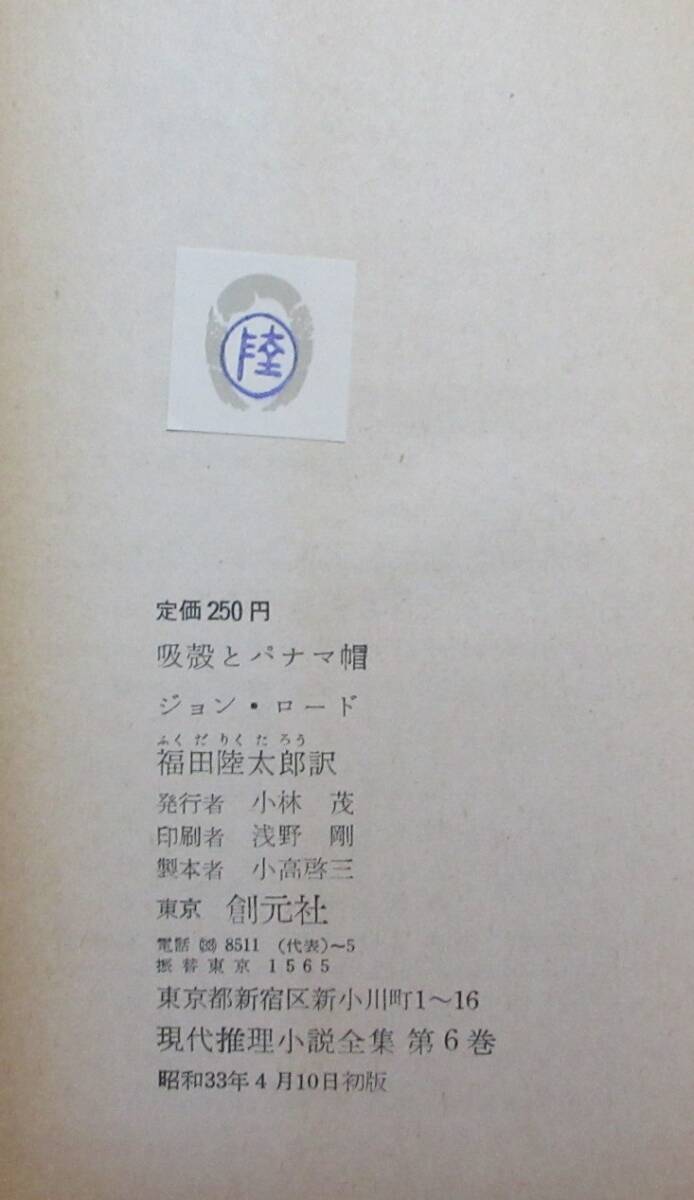 陸
定価250円
吸殻とパナマ帽
ジョン・ロード
ふくだりくたろう
福田陸太郎訳
発行者 小林 茂
印刷者 浅野 剛
製本者 小高啓三
東京 創元社
電話 8511 (代表)〜5
振替東京 1565
東京都新宿区新小川町1〜16
現代推理小説全集 第6巻
昭和33年4月10日初版